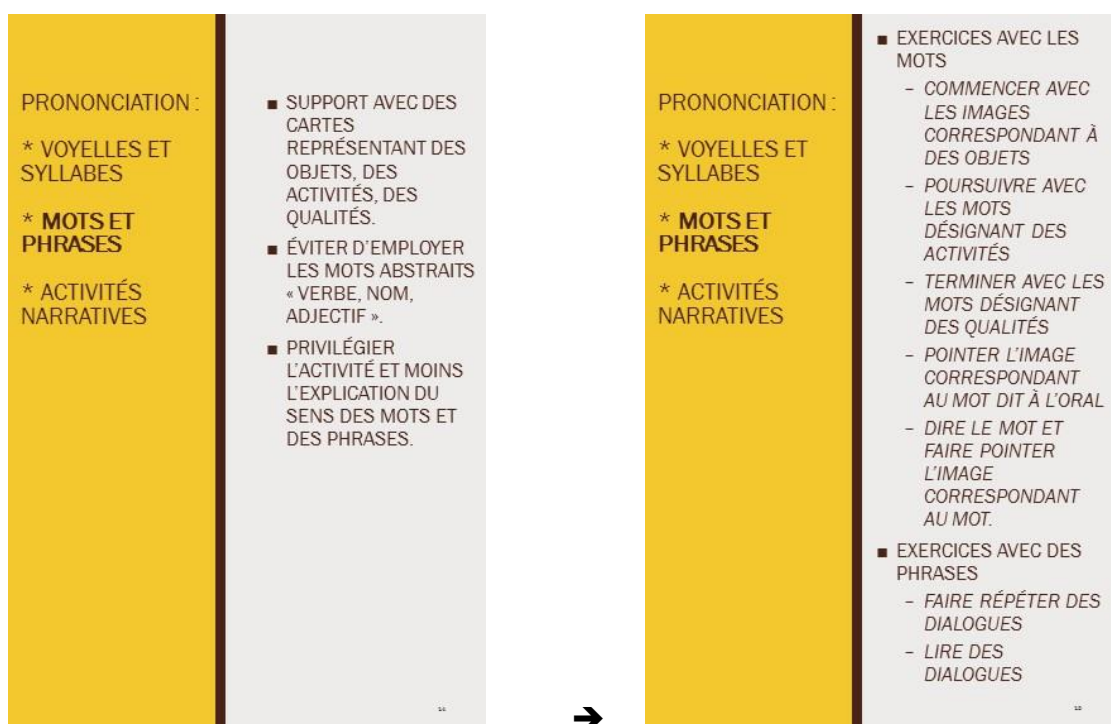 PRONONCIATION :
* VOYELLES ET
SYLLABES
* MOTS ET
PHRASES
* ACTIVITÉS
NARRATIVES
■ SUPPORT AVEC DES
CARTES
REPRÉSENTANT DES
OBJETS, DES
ACTIVITÉS, DES
QUALITÉS.
■ ÉVITER D'EMPLOYER
LES MOTS ABSTRAITS
« VERBE, NOM,
ADJECTIF ».
■ PRIVILÉGIER
L'ACTIVITÉ ET MOINS
L'EXPLICATION DU
SENS DES MOTS ET
DES PHRASES.
➔
PRONONCIATION :
* VOYELLES ET
SYLLABES
* MOTS ET
PHRASES
* ACTIVITÉS
NARRATIVES
■ EXERCICES AVEC LES
MOTS
– COMMENCER AVEC
LES IMAGES
CORRESPONDANT À
DES OBJETS
– POURSUIVRE AVEC
LES MOTS
DÉSIGNANT DES
ACTIVITÉS
– TERMINER AVEC LES
MOTS DÉSIGNANT
DES QUALITÉS
– POINTER L'IMAGE
CORRESPONDANT
AU MOT DIT À L'ORAL
– DIRE LE MOT ET
FAIRE POINTER
L'IMAGE
CORRESPONDANT
AU MOT.
■ EXERCICES AVEC DES
PHRASES
– FAIRE RÉPÉTER DES
DIALOGUES
– LIRE DES
DIALOGUES